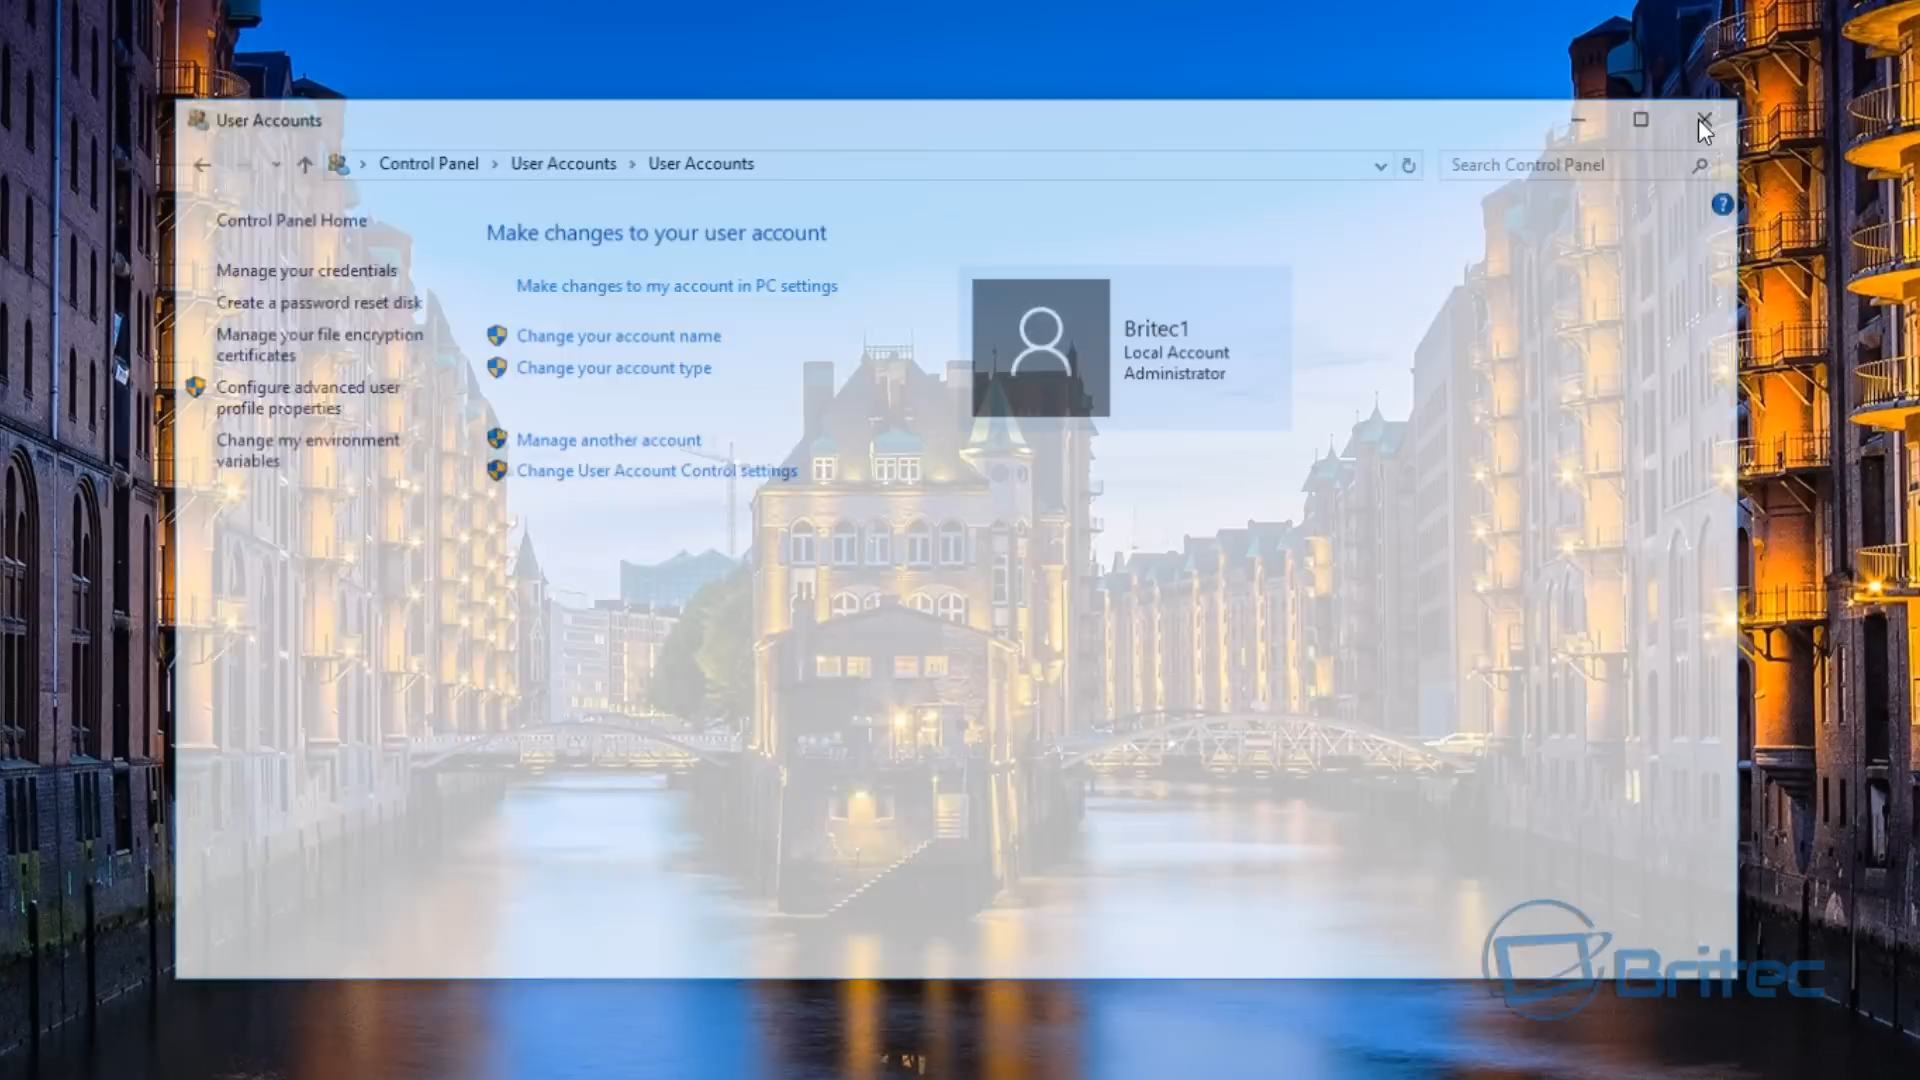 User Accounts
Control Panel > User Accounts > User Accounts
Search Control Panel
?
Control Panel Home
Manage your credentials
Create a password reset disk
Manage your file encryption
certificates
Configure advanced user
profile properties
Change my environment
variables
Make changes to your user account
Make changes to my account in PC settings
Change your account name
Change your account type
Manage another account
Change User Account Control settings
Britec1
Local Account
Administrator
Britec